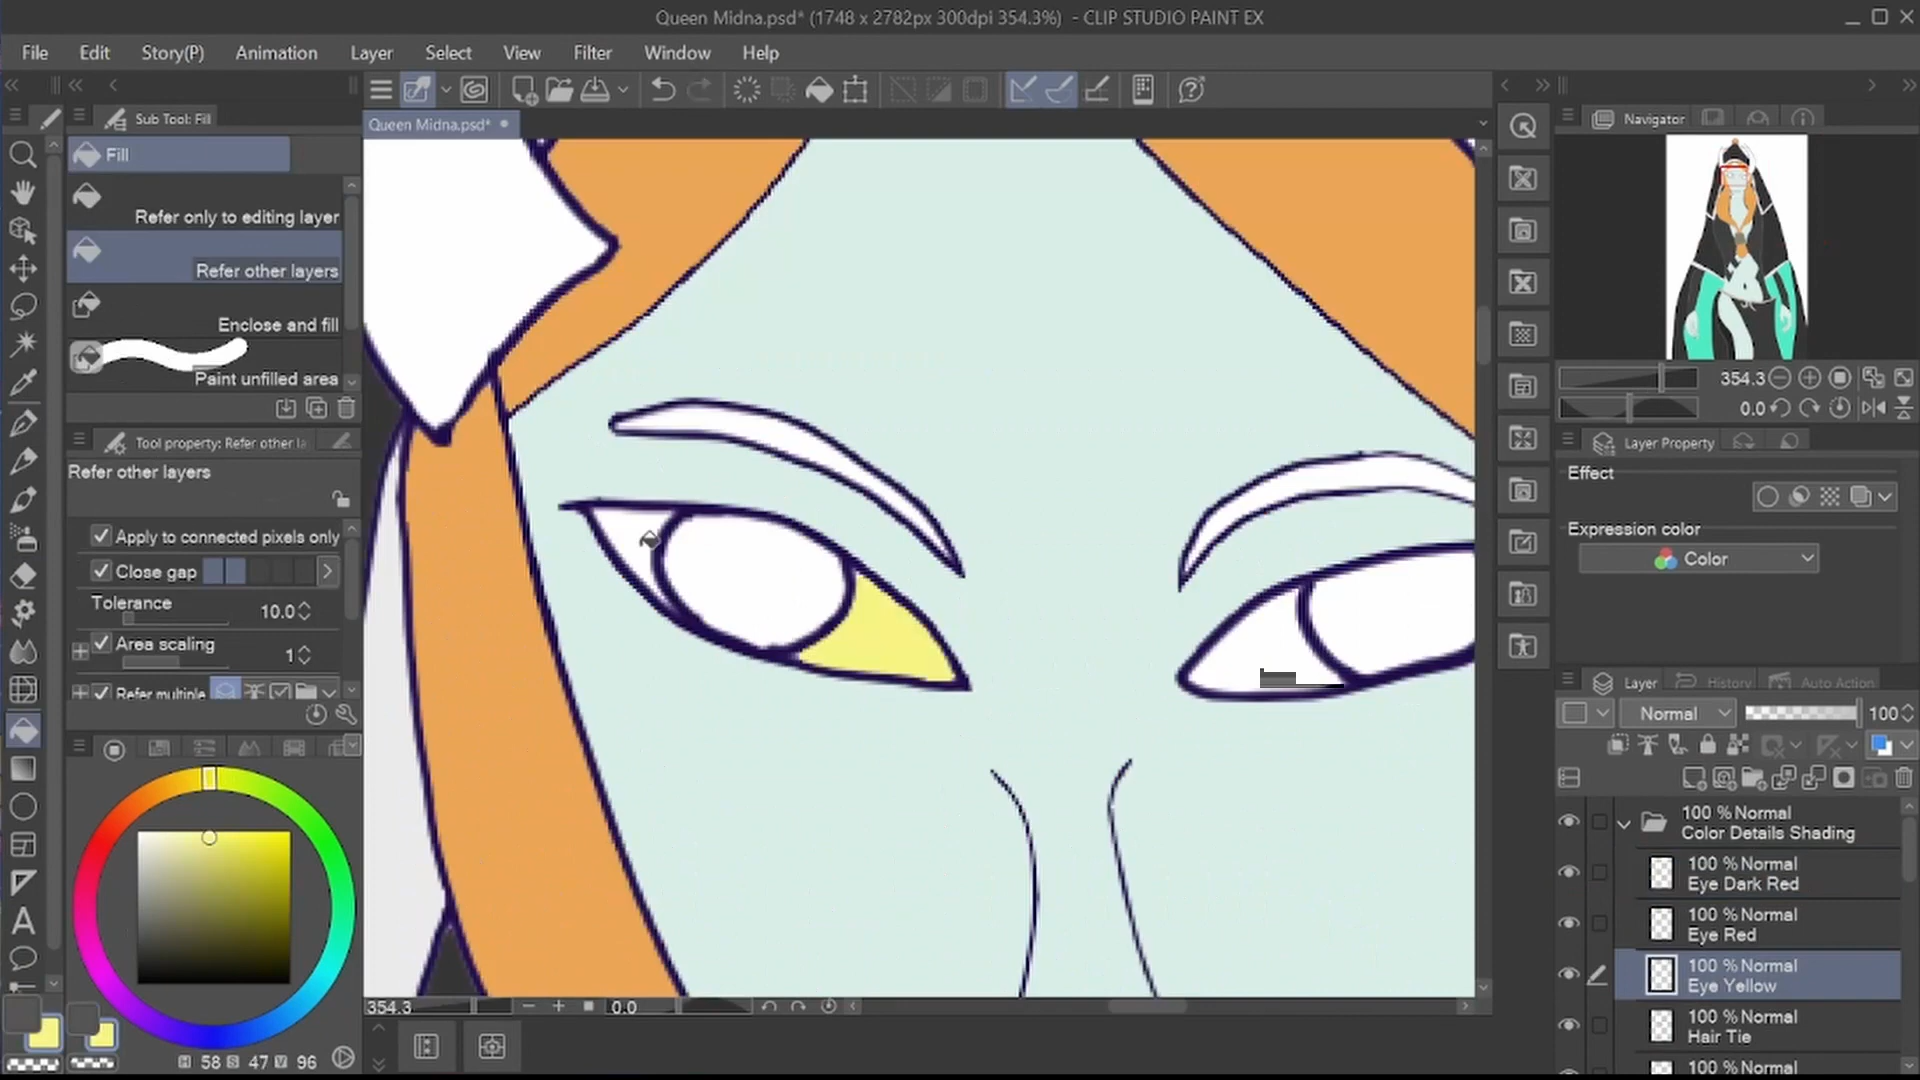 Queen Midna.psd* (1748 x 2782px 300dpi 354.3%) - CLIP STUDIO PAINT EX
File Edit Story(P) Animation Layer Select View Filter Window Help
Sub Tool: Fill
Queen Midna.psd*
Navigator
Fill
Refer only to editing layer
Refer other layers
Enclose and fill
Paint unfilled area
354.3
0.0
Tool property: Refer other la
Layer Property
Refer other layers
Effect
Apply to connected pixels only
Expression color
Close gap
Color
Tolerance 10.0
Area scaling
1
Refer multiple
Layer History Auto Action
Normal 100
100 % Normal
Color Details Shading
100 % Normal
Eye Dark Red
100 % Normal
Eye Red
100 % Normal
Eye Yellow
100 % Normal
Hair Tie
100 % Normal
A
354.3 0.0
H 58 S 47 V 96